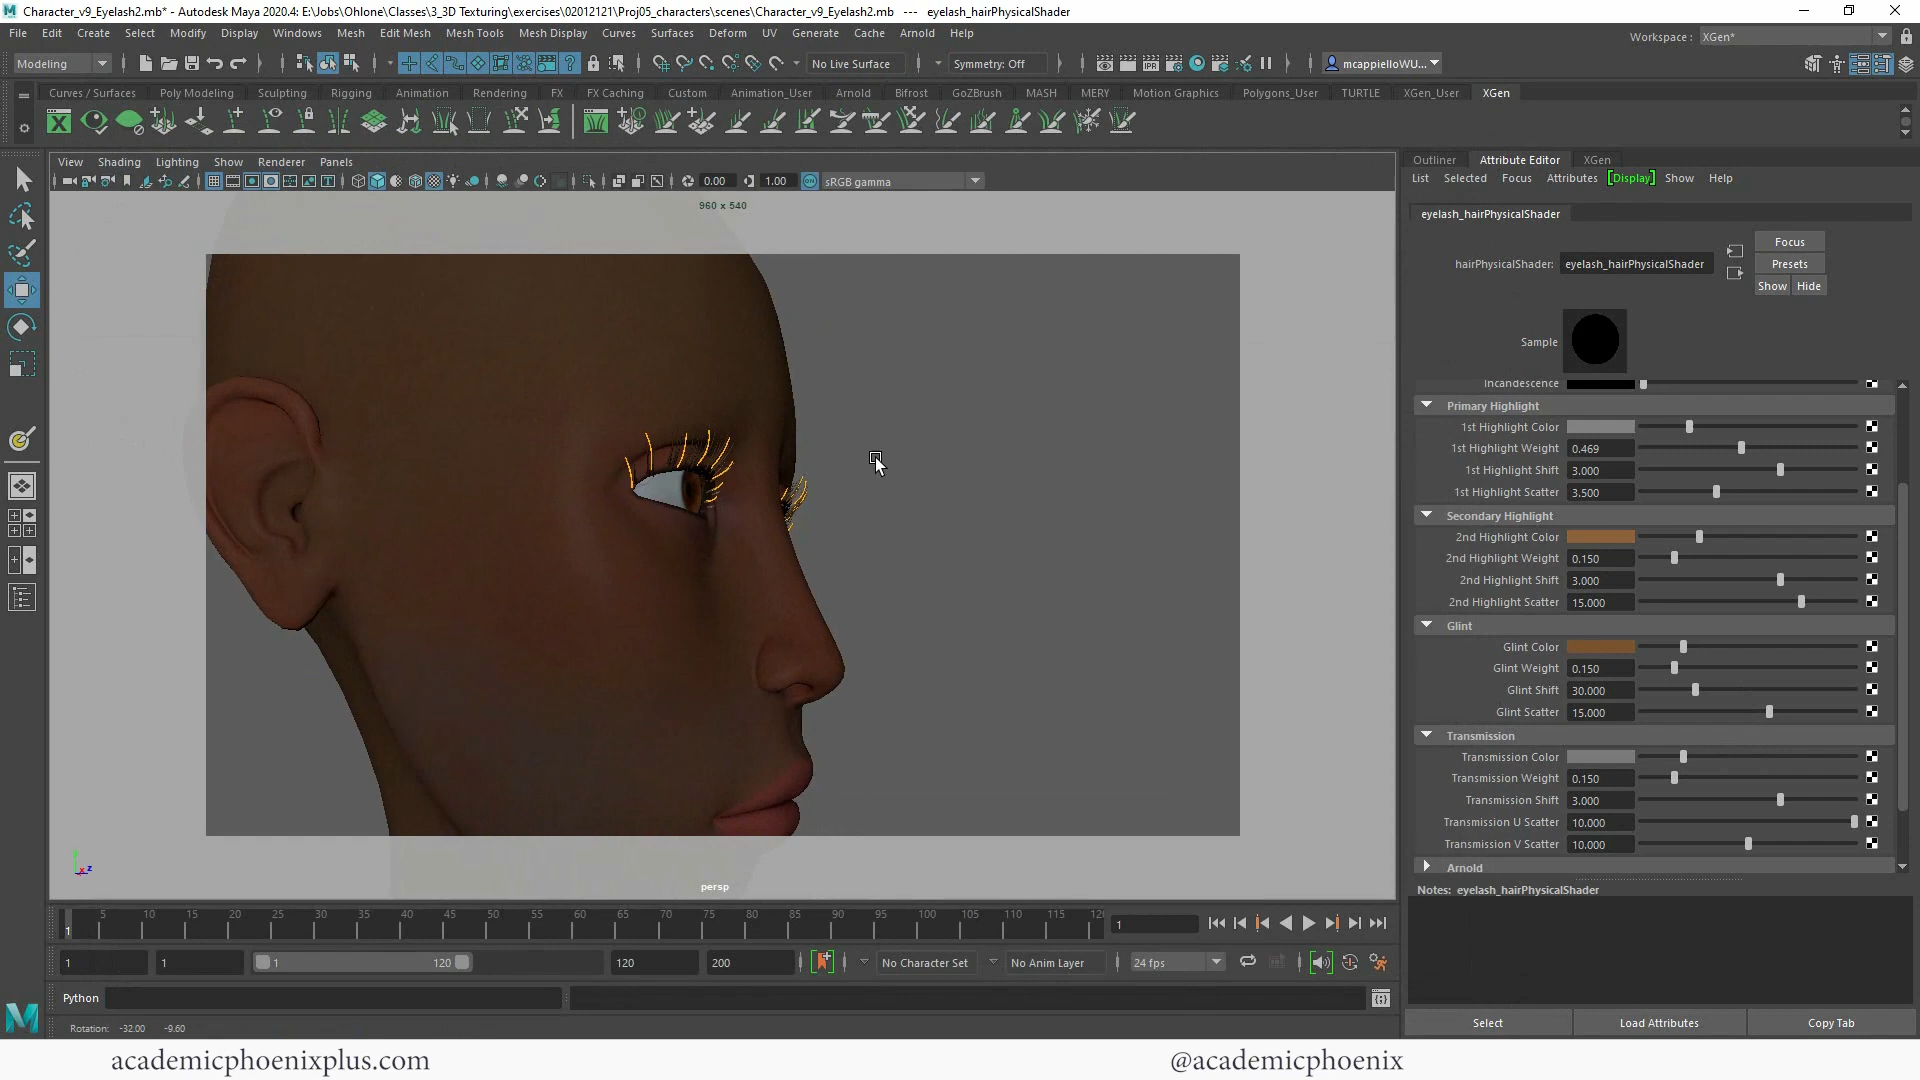 Character_v9_Eyelash2.mb* - Autodesk Maya 2020.4: E:\Jobs\Ohlone\Classes\3_3D Texturing\exercises\02012121\Proj05_characters\scenes\Character_v9_Eyelash2.mb --- eyelash_hairPhysicalShader
File Edit Create Select Modify Display Windows Mesh Edit Mesh Mesh Tools Mesh Display Curves Surfaces Deform UV Generate Cache Arnold Help
Workspace : XGen*
Modeling No Live Surface Symmetry: Off IPR mcappielloWU...
Curves / Surfaces Poly Modeling Sculpting Rigging Animation Rendering FX FX Caching Custom Animation_User Arnold Bifrost GoZBrush MASH MERY Motion Graphics Polygons_User TURTLE XGen_User XGen
View Shading Lighting Show Renderer Panels
0.00 1.00 ON sRGB gamma
960 x 540
persp
Outliner Attribute Editor XGen
List Selected Focus Attributes [Display] Show Help
eyelash_hairPhysicalShader
hairPhysicalShader: eyelash_hairPhysicalShader
Focus
Presets
Show Hide
Sample
Incandescence
Primary Highlight
1st Highlight Color
1st Highlight Weight 0.469
1st Highlight Shift 3.000
1st Highlight Scatter 3.500
Secondary Highlight
2nd Highlight Color
2nd Highlight Weight 0.150
2nd Highlight Shift 3.000
2nd Highlight Scatter 15.000
Glint
Glint Color
Glint Weight 0.150
Glint Shift 30.000
Glint Scatter 15.000
Transmission
Transmission Color
Transmission Weight 0.150
Transmission Shift 3.000
Transmission U Scatter 10.000
Transmission V Scatter 10.000
Arnold
Notes: eyelash_hairPhysicalShader
Select Load Attributes Copy Tab
5 10 15 20 25 30 35 40 45 50 55 60 65 70 75 80 85 90 95 100 105 110 115 12
1
1
1 1 1 120 120 200 No Character Set No Anim Layer 24 fps
Python
Rotation: -32.00 -9.60
academicphoenixplus.com
@academicphoenix